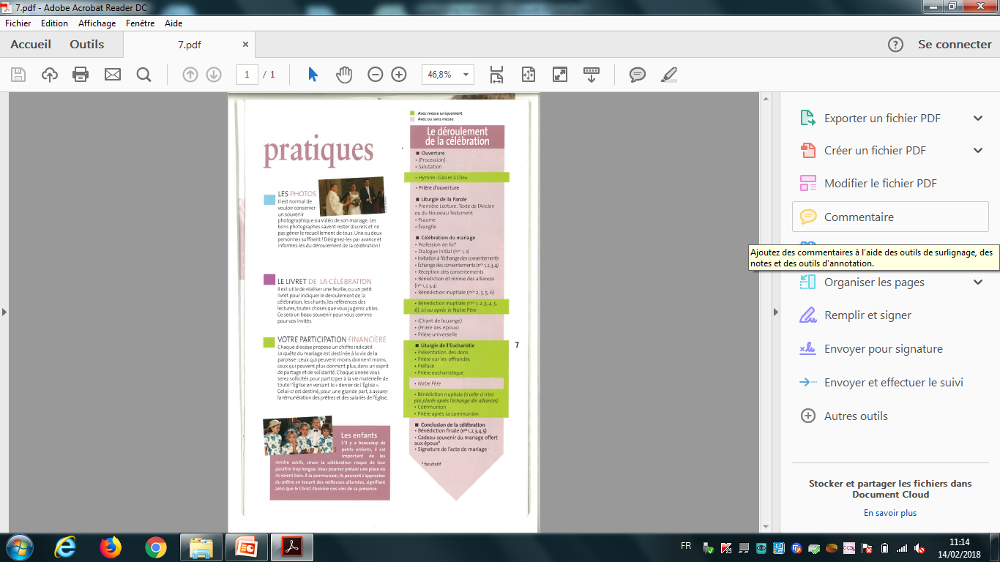 7.pdf - Adobe Acrobat Reader DC
Fichier Edition Affichage Fenêtre Aide
Accueil Outils 7.pdf × ? Se connecter
1 / 1 46,8%
pratiques
LES PHOTOS
Il est normal de
vouloir conserver
un souvenir
photographique ou vidéo de son mariage. Les
bons photographes savent rester discrets et ne
pas gêner le recueillement de tous. Une ou deux
personnes suffisent ! Désignez-les par avance et
informez-les du déroulement de la célébration !
LE LIVRET DE LA CÉLÉBRATION
Il est utile de réaliser une feuille, ou un petit
livret pour indiquer le déroulement de la
célébration, les chants, les références des
lectures, toutes choses que vous jugerez utiles.
Ce sera un beau souvenir pour vous comme
pour vos invités.
VOTRE PARTICIPATION FINANCIÈRE
Chaque diocèse propose un chiffre indicatif.
La quête du mariage est destinée à la vie de la
paroisse : ceux qui peuvent moins donnent moins,
ceux qui peuvent plus donnent plus, dans un esprit
de partage et de solidarité. Chaque année vous
serez sollicités pour participer à la vie matérielle de
toute l'Église en versant le « denier de l'Église ».
Celui-ci est destiné, pour une grande part, à assurer
la rémunération des prêtres et des salariés de l'Église.
Les enfants
S'il y a beaucoup de
petits enfants, il est
important de les
rendre actifs, sinon la célébration risque de leur
paraître trop longue. Vous pourrez prévoir une place où
ils voient bien. À la communion, ils peuvent s'approcher
du prêtre en tenant des veilleuses allumées, signifiant
ainsi que le Christ illumine nos vies de sa présence.
Avec messe uniquement
Avec ou sans messe
Le déroulement
de la célébration
■ Ouverture
• (Procession)
• Salutation
• Hymne : Gloire à Dieu
• Prière d'ouverture
■ Liturgie de la Parole
• Première Lecture : Texte de l'Ancien
ou du Nouveau Testament
• Psaume
• Évangile
■ Célébration du mariage
• Profession de foi*
• Dialogue initial (nos 1, 2)
• Invitation à l'échange des consentements
• Échange des consentements (nos 1, 2, 3, 4)
• Réception des consentements
• Bénédiction et remise des alliances
(nos 1, 2, 3, 4)
• Bénédiction nuptiale (nos 2, 3, 5, 6)
• Bénédiction nuptiale (nos 1, 2, 3, 4, 5,
6), ici ou après le Notre Père
• (Chant de louange)
• (Prière des époux)
• Prière universelle
■ Liturgie de l'Eucharistie
• Présentation des dons
• Prière sur les offrandes
• Préface
• Prière eucharistique
• Notre Père
• Bénédiction nuptiale (si celle-ci n'est
pas placée après l'échange des alliances)
• Communion
• Prière après la communion
■ Conclusion de la célébration
• Bénédiction finale (nos 1, 2, 3, 4, 5)
• Cadeau-souvenir du mariage offert
aux époux*
• Signature de l'acte de mariage
* facultatif
7
Exporter un fichier PDF
Créer un fichier PDF
Modifier le fichier PDF
Commentaire
Ajoutez des commentaires à l'aide des outils de surlignage, des
notes et des outils d'annotation.
Organiser les pages
Remplir et signer
Envoyer pour signature
Envoyer et effectuer le suivi
Autres outils
Stocker et partager les fichiers dans
Document Cloud
En savoir plus
FR
11:14
14/02/2018